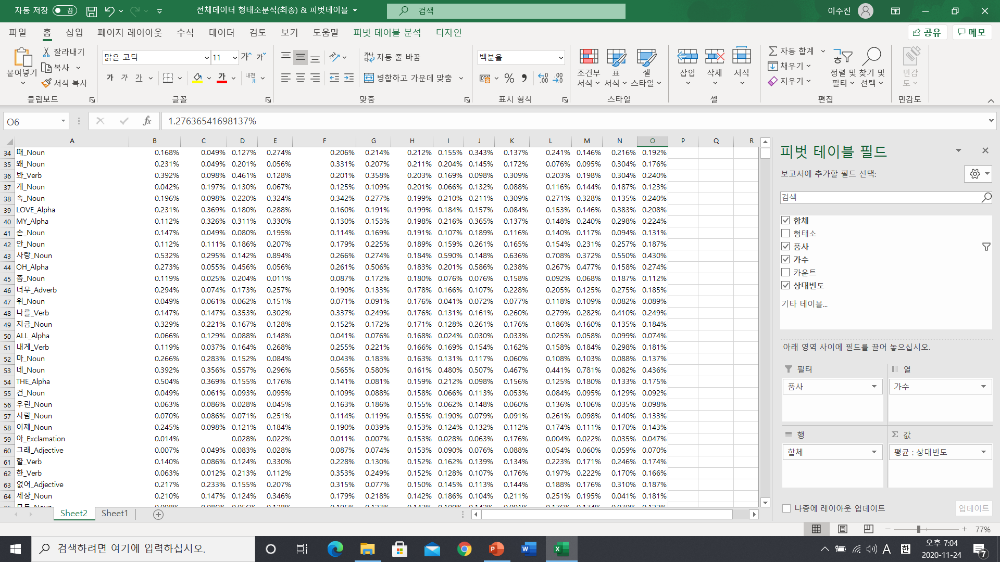 자동 저장 끔 전체데이터 형태소분석(최종) & 피벗테이블 검색 이수진
파일 홈 삽입 페이지 레이아웃 수식 데이터 검토 보기 도움말 피벗 테이블 분석 디자인 공유 메모
붙여넣기 잘라내기 복사 서식 복사 클립보드
맑은 고딕 11 가 가 가 가 가 가 내천 글꼴
자동 줄 바꿈 병합하고 가운데 맞춤 맞춤
백분율 % 표시 형식
조건부 서식 표 서식 셀 스타일 스타일
삽입 삭제 서식 셀
자동 합계 채우기 지우기 정렬 및 필터 찾기 및 선택 편집
민감도 민감도
O6 fx 1.27636541698137%
A B C D E F G H I J K L M N O P Q R
34 때_Noun 0.168% 0.049% 0.127% 0.274% 0.206% 0.214% 0.212% 0.155% 0.343% 0.137% 0.241% 0.146% 0.216% 0.192%
35 왜_Noun 0.231% 0.049% 0.201% 0.056% 0.331% 0.207% 0.211% 0.204% 0.145% 0.172% 0.076% 0.095% 0.304% 0.176%
36 봐_Verb 0.392% 0.098% 0.461% 0.128% 0.201% 0.358% 0.203% 0.169% 0.098% 0.309% 0.203% 0.198% 0.304% 0.240%
37 게_Noun 0.042% 0.197% 0.130% 0.067% 0.125% 0.109% 0.201% 0.066% 0.132% 0.088% 0.116% 0.144% 0.187% 0.123%
38 속_Noun 0.196% 0.098% 0.220% 0.324% 0.342% 0.277% 0.199% 0.210% 0.211% 0.309% 0.271% 0.328% 0.135% 0.240%
39 LOVE_Alpha 0.231% 0.369% 0.180% 0.288% 0.160% 0.191% 0.199% 0.184% 0.157% 0.084% 0.153% 0.146% 0.383% 0.208%
40 MY_Alpha 0.112% 0.326% 0.311% 0.330% 0.130% 0.153% 0.198% 0.216% 0.365% 0.137% 0.148% 0.240% 0.298% 0.224%
41 손_Noun 0.147% 0.049% 0.080% 0.195% 0.114% 0.169% 0.191% 0.107% 0.189% 0.116% 0.140% 0.117% 0.094% 0.131%
42 안_Noun 0.112% 0.111% 0.186% 0.207% 0.179% 0.225% 0.189% 0.159% 0.261% 0.165% 0.154% 0.231% 0.257% 0.187%
43 사랑_Noun 0.532% 0.295% 0.142% 0.894% 0.266% 0.274% 0.184% 0.590% 0.148% 0.636% 0.708% 0.372% 0.550% 0.430%
44 OH_Alpha 0.273% 0.055% 0.456% 0.056% 0.261% 0.506% 0.183% 0.201% 0.586% 0.238% 0.267% 0.477% 0.158% 0.274%
45 좀_Noun 0.119% 0.025% 0.204% 0.011% 0.087% 0.172% 0.180% 0.076% 0.076% 0.158% 0.092% 0.068% 0.187% 0.112%
46 너무_Adverb 0.294% 0.074% 0.173% 0.257% 0.190% 0.133% 0.178% 0.166% 0.107% 0.228% 0.205% 0.125% 0.275% 0.185%
47 위_Noun 0.049% 0.061% 0.062% 0.151% 0.071% 0.091% 0.176% 0.041% 0.072% 0.077% 0.118% 0.109% 0.082% 0.089%
48 나를_Verb 0.147% 0.147% 0.353% 0.302% 0.337% 0.249% 0.176% 0.131% 0.161% 0.260% 0.279% 0.282% 0.410% 0.249%
49 지금_Noun 0.329% 0.221% 0.167% 0.128% 0.152% 0.172% 0.171% 0.128% 0.261% 0.176% 0.186% 0.160% 0.135% 0.184%
50 ALL_Alpha 0.066% 0.129% 0.088% 0.148% 0.041% 0.076% 0.168% 0.024% 0.030% 0.033% 0.025% 0.058% 0.099% 0.074%
51 내게_Verb 0.119% 0.037% 0.164% 0.268% 0.255% 0.221% 0.166% 0.169% 0.154% 0.162% 0.158% 0.184% 0.298% 0.181%
52 마_Noun 0.266% 0.283% 0.152% 0.084% 0.043% 0.183% 0.163% 0.131% 0.117% 0.060% 0.108% 0.103% 0.088% 0.137%
53 네_Noun 0.392% 0.356% 0.557% 0.296% 0.565% 0.580% 0.161% 0.480% 0.507% 0.467% 0.441% 0.781% 0.082% 0.436%
54 THE_Alpha 0.504% 0.369% 0.155% 0.176% 0.141% 0.081% 0.159% 0.212% 0.098% 0.156% 0.125% 0.180% 0.133% 0.175%
55 건_Noun 0.049% 0.061% 0.093% 0.095% 0.109% 0.088% 0.158% 0.066% 0.113% 0.053% 0.084% 0.095% 0.129% 0.092%
56 우린_Noun 0.063% 0.086% 0.028% 0.045% 0.163% 0.186% 0.155% 0.062% 0.148% 0.060% 0.136% 0.106% 0.035% 0.098%
57 사람_Noun 0.070% 0.086% 0.071% 0.251% 0.114% 0.119% 0.155% 0.190% 0.079% 0.091% 0.261% 0.098% 0.140% 0.133%
58 이제_Noun 0.245% 0.098% 0.121% 0.184% 0.190% 0.039% 0.153% 0.124% 0.132% 0.112% 0.174% 0.111% 0.170% 0.143%
59 아_Exclamation 0.014% 0.028% 0.022% 0.011% 0.007% 0.153% 0.028% 0.063% 0.176% 0.004% 0.022% 0.035% 0.047%
60 그래_Adjective 0.007% 0.049% 0.083% 0.028% 0.087% 0.074% 0.153% 0.090% 0.076% 0.088% 0.054% 0.060% 0.059% 0.070%
61 할_Verb 0.140% 0.086% 0.124% 0.330% 0.228% 0.130% 0.152% 0.162% 0.139% 0.134% 0.223% 0.171% 0.246% 0.174%
62 한_Verb 0.063% 0.012% 0.213% 0.112% 0.353% 0.249% 0.152% 0.128% 0.107% 0.176% 0.197% 0.222% 0.170% 0.166%
63 없어_Adjective 0.217% 0.233% 0.155% 0.207% 0.315% 0.077% 0.150% 0.145% 0.113% 0.144% 0.188% 0.176% 0.310% 0.187%
64 세상_Noun 0.210% 0.147% 0.124% 0.346% 0.179% 0.218% 0.142% 0.186% 0.104% 0.211% 0.251% 0.195% 0.041% 0.181%
피벗 테이블 필드
보고서에 추가할 필드 선택:
검색
합체
형태소
품사
가수
카운트
상대빈도
기타 테이블...
아래 영역 사이에 필드를 끌어 놓으십시오.
필터 열
품사 가수
행 Σ 값
합체 평균 : 상대빈도
나중에 레이아웃 업데이트 업데이트
Sheet2 Sheet1
77%
검색하려면 여기에 입력하십시오.
A 한 오후 7:04
2020-11-24 7